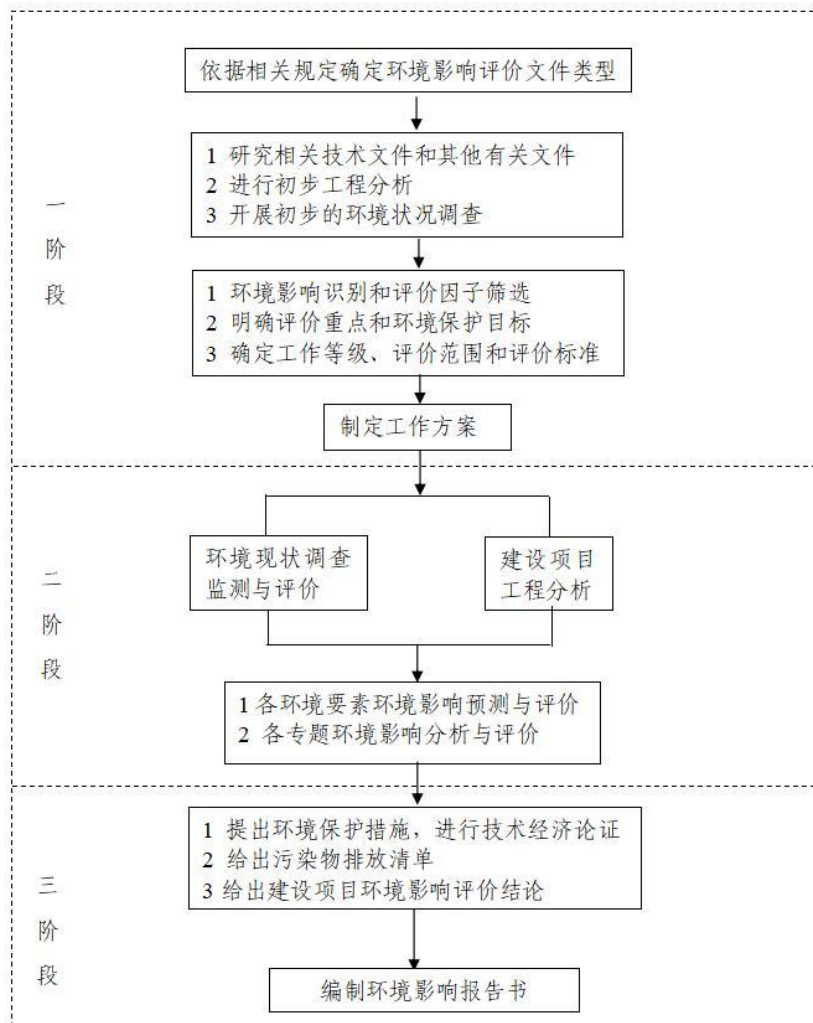 依据相关规定确定环境影响评价文件类型
1 研究相关技术文件和其他有关文件
2 进行初步工程分析
3 开展初步的环境状况调查
一
阶
段
1 环境影响识别和评价因子筛选
2 明确评价重点和环境保护目标
3 确定工作等级、评价范围和评价标准
制定工作方案
二
阶
段
环境现状调查
监测与评价
建设项目
工程分析
1 各环境要素环境影响预测与评价
2 各专题环境影响分析与评价
三
阶
段
1 提出环境保护措施，进行技术经济论证
2 给出污染物排放清单
3 给出建设项目环境影响评价结论
编制环境影响报告书